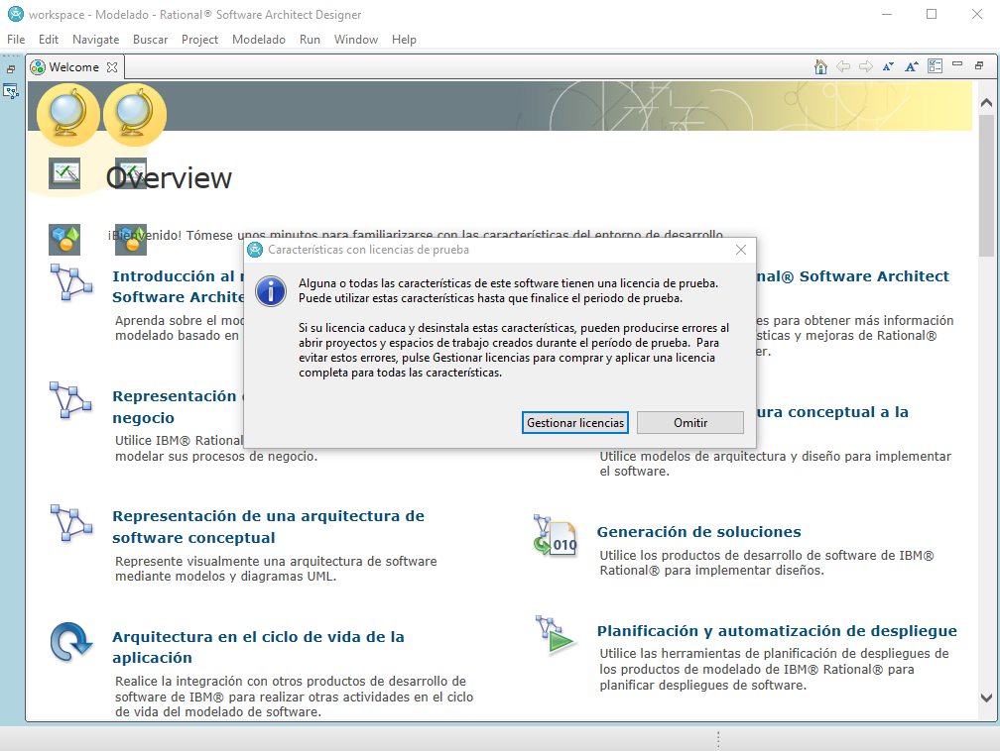 workspace - Modelado - Rational® Software Architect Designer
File Edit Navigate Buscar Project Modelado Run Window Help
Welcome
Overview
¡Bienvenido! Tómese unos minutos para familiarizarse con las características del entorno de desarrollo
Características con licencias de prueba
Alguna o todas las características de este software tienen una licencia de prueba.
Puede utilizar estas características hasta que finalice el periodo de prueba.
Si su licencia caduca y desinstala estas características, pueden producirse errores al
abrir proyectos y espacios de trabajo creados durante el período de prueba. Para
evitar estos errores, pulse Gestionar licencias para comprar y aplicar una licencia
completa para todas las características.
Gestionar licencias
Omitir
Introducción al
Software Archite
Aprenda sobre el mo
modelado basado en
Representación
negocio
Utilice IBM® Rational
modelar sus procesos de negocio.
Representación de una arquitectura de
software conceptual
Represente visualmente una arquitectura de software
mediante modelos y diagramas UML.
Arquitectura en el ciclo de vida de la
aplicación
Realice la integración con otros productos de desarrollo de
software de IBM® para realizar otras actividades en el ciclo
de vida del modelado de software.
nal® Software Architect
es para obtener más información
sticas y mejoras de Rational®
er.
ura conceptual a la
Utilice modelos de arquitectura y diseño para implementar
el software.
010
Generación de soluciones
Utilice los productos de desarrollo de software de IBM®
Rational® para implementar diseños.
Planificación y automatización de despliegue
Utilice las herramientas de planificación de despliegues de
los productos de modelado de IBM® Rational® para
planificar despliegues de software.